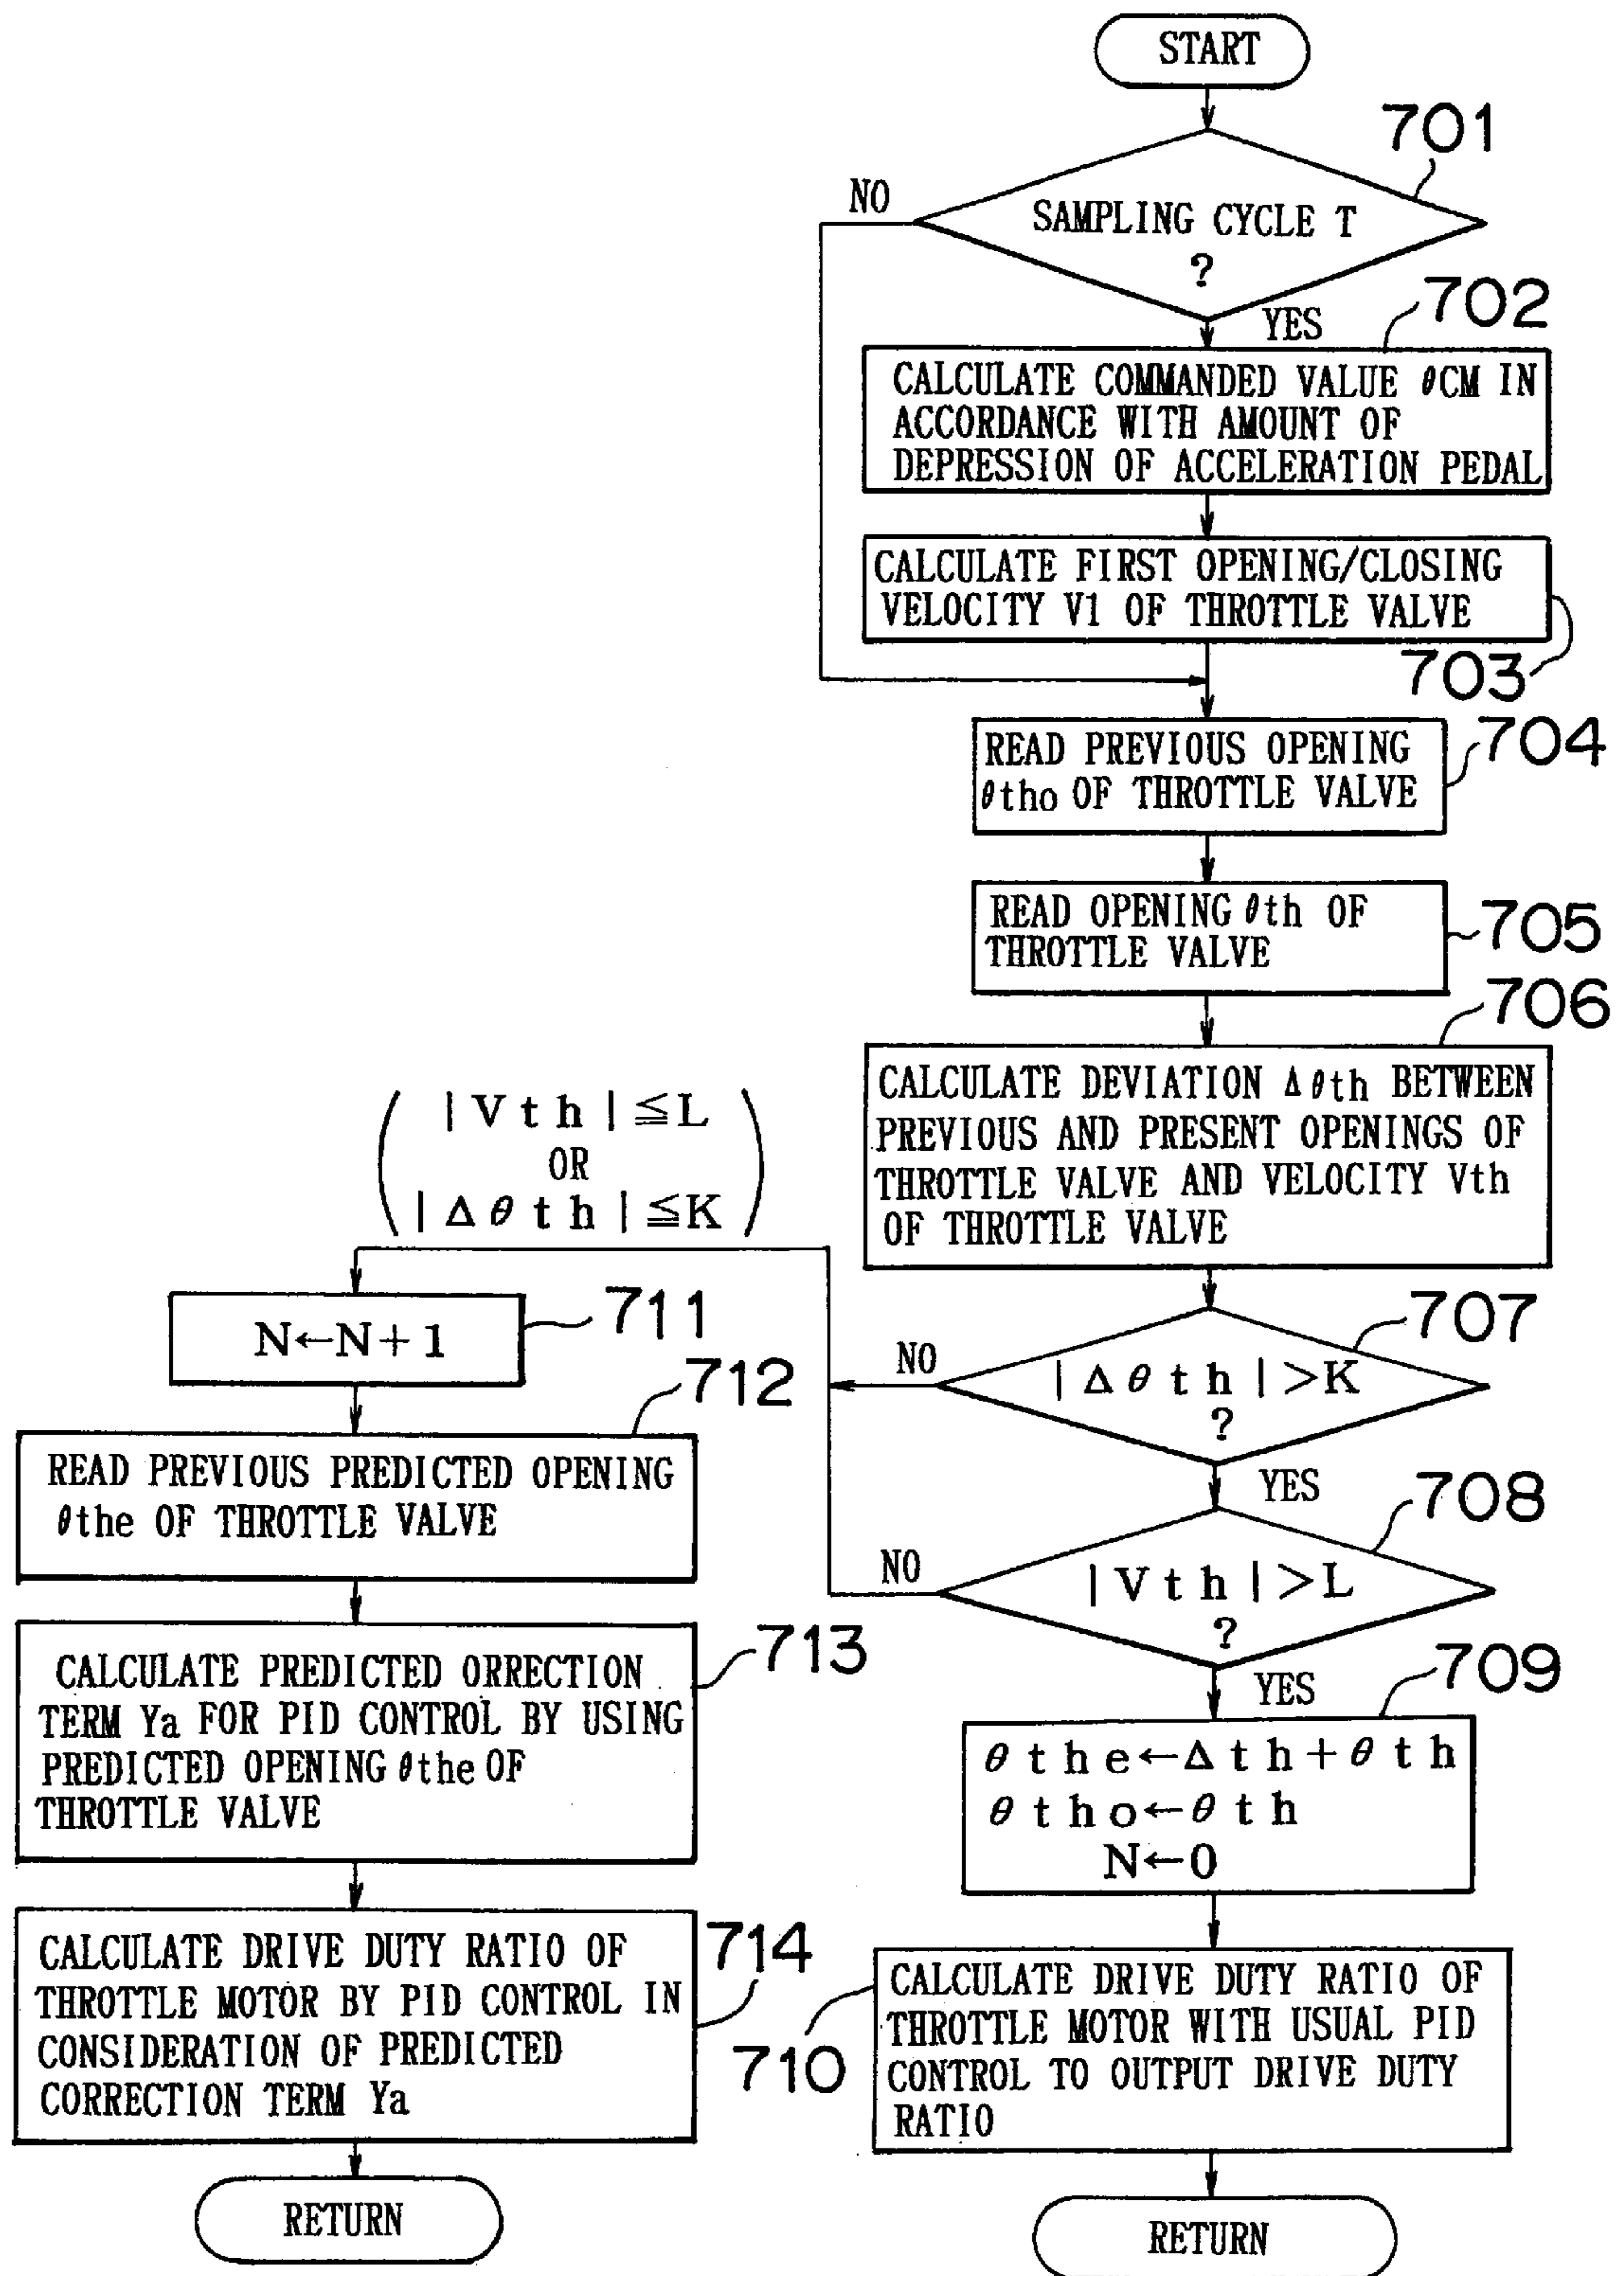 START
701
NO
SAMPLING CYCLE T
?
YES
702
CALCULATE COMMANDED VALUE θCM IN
ACCORDANCE WITH AMOUNT OF
DEPRESSION OF ACCELERATION PEDAL
CALCULATE FIRST OPENING/CLOSING
VELOCITY V1 OF THROTTLE VALVE
703
READ PREVIOUS OPENING
θtho OF THROTTLE VALVE
704
READ OPENING θth OF
THROTTLE VALVE
705
706
CALCULATE DEVIATION Δθth BETWEEN
PREVIOUS AND PRESENT OPENINGS OF
THROTTLE VALVE AND VELOCITY Vth
OF THROTTLE VALVE
707
|Δθth|>K
?
NO
YES
708
|Vth|>L
?
NO
YES
709
θthe←Δth+θth
θtho←θth
N←0
710
CALCULATE DRIVE DUTY RATIO OF
THROTTLE MOTOR WITH USUAL PID
CONTROL TO OUTPUT DRIVE DUTY
RATIO
RETURN
|Vth|≦L
OR
|Δθth|≦K
711
N←N+1
712
READ PREVIOUS PREDICTED OPENING
θthe OF THROTTLE VALVE
713
CALCULATE PREDICTED ORRECTION
TERM Ya FOR PID CONTROL BY USING
PREDICTED OPENING θthe OF
THROTTLE VALVE
714
CALCULATE DRIVE DUTY RATIO OF
THROTTLE MOTOR BY PID CONTROL IN
CONSIDERATION OF PREDICTED
CORRECTION TERM Ya
RETURN